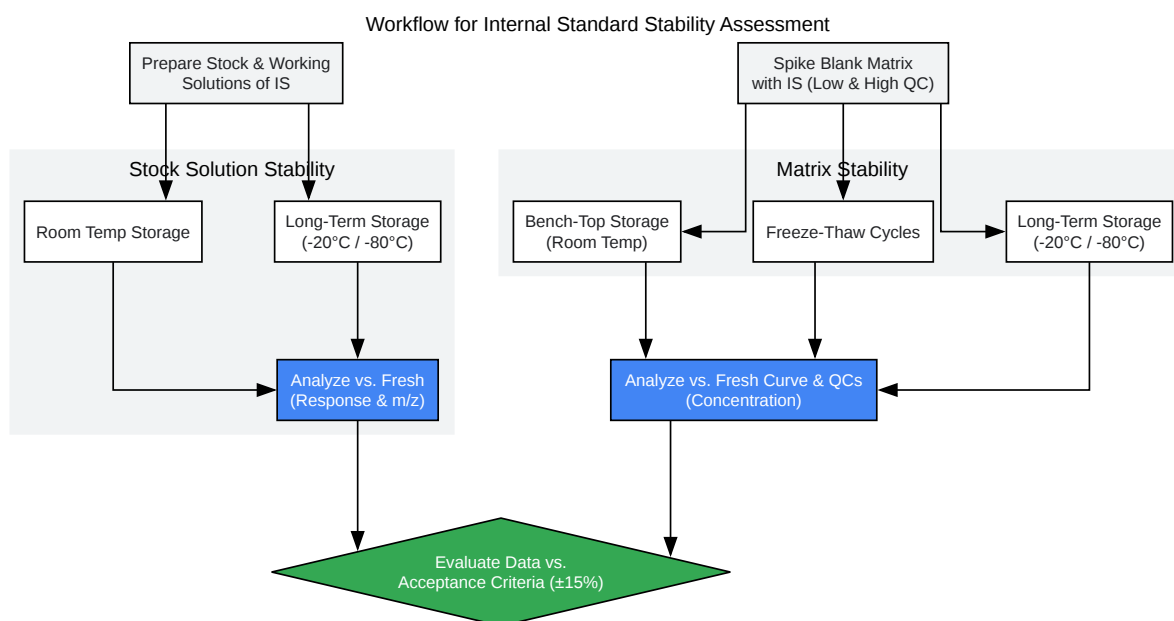 Workflow for Internal Standard Stability Assessment
Prepare Stock & Working
Solutions of IS
Spike Blank Matrix
with IS (Low & High QC)
Stock Solution Stability
Matrix Stability
Room Temp Storage
Long-Term Storage
(-20°C / -80°C)
Bench-Top Storage
(Room Temp)
Freeze-Thaw Cycles
Long-Term Storage
(-20°C / -80°C)
Analyze vs. Fresh
(Response & m/z)
Analyze vs. Fresh Curve & QCs
(Concentration)
Evaluate Data vs.
Acceptance Criteria (±15%)